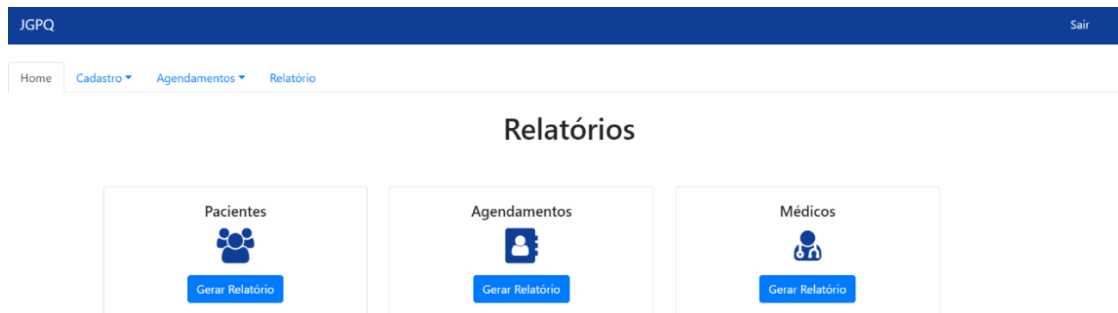 JGPQ Sair
Home Cadastro Agendamentos Relatório
Relatórios
Pacientes Agendamentos Médicos
Gerar Relatório Gerar Relatório Gerar Relatório